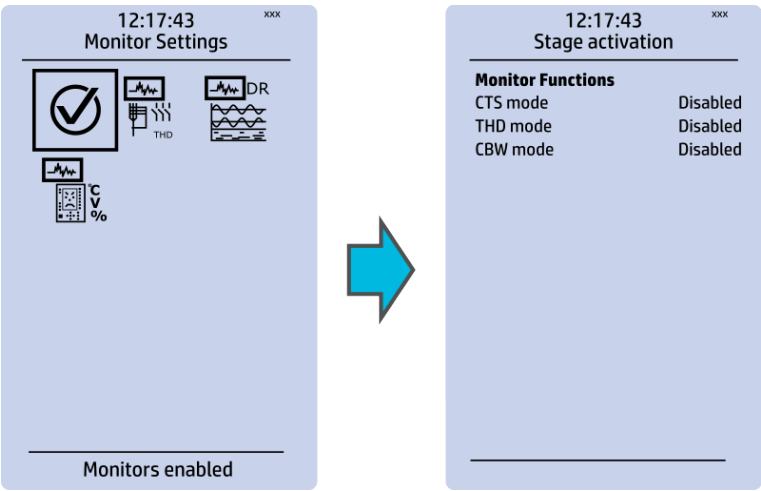 12:17:43 xxx
Monitor Settings
THD
DR
°C
V
%
Monitors enabled
12:17:43 xxx
Stage activation
Monitor Functions
CTS mode Disabled
THD mode Disabled
CBW mode Disabled